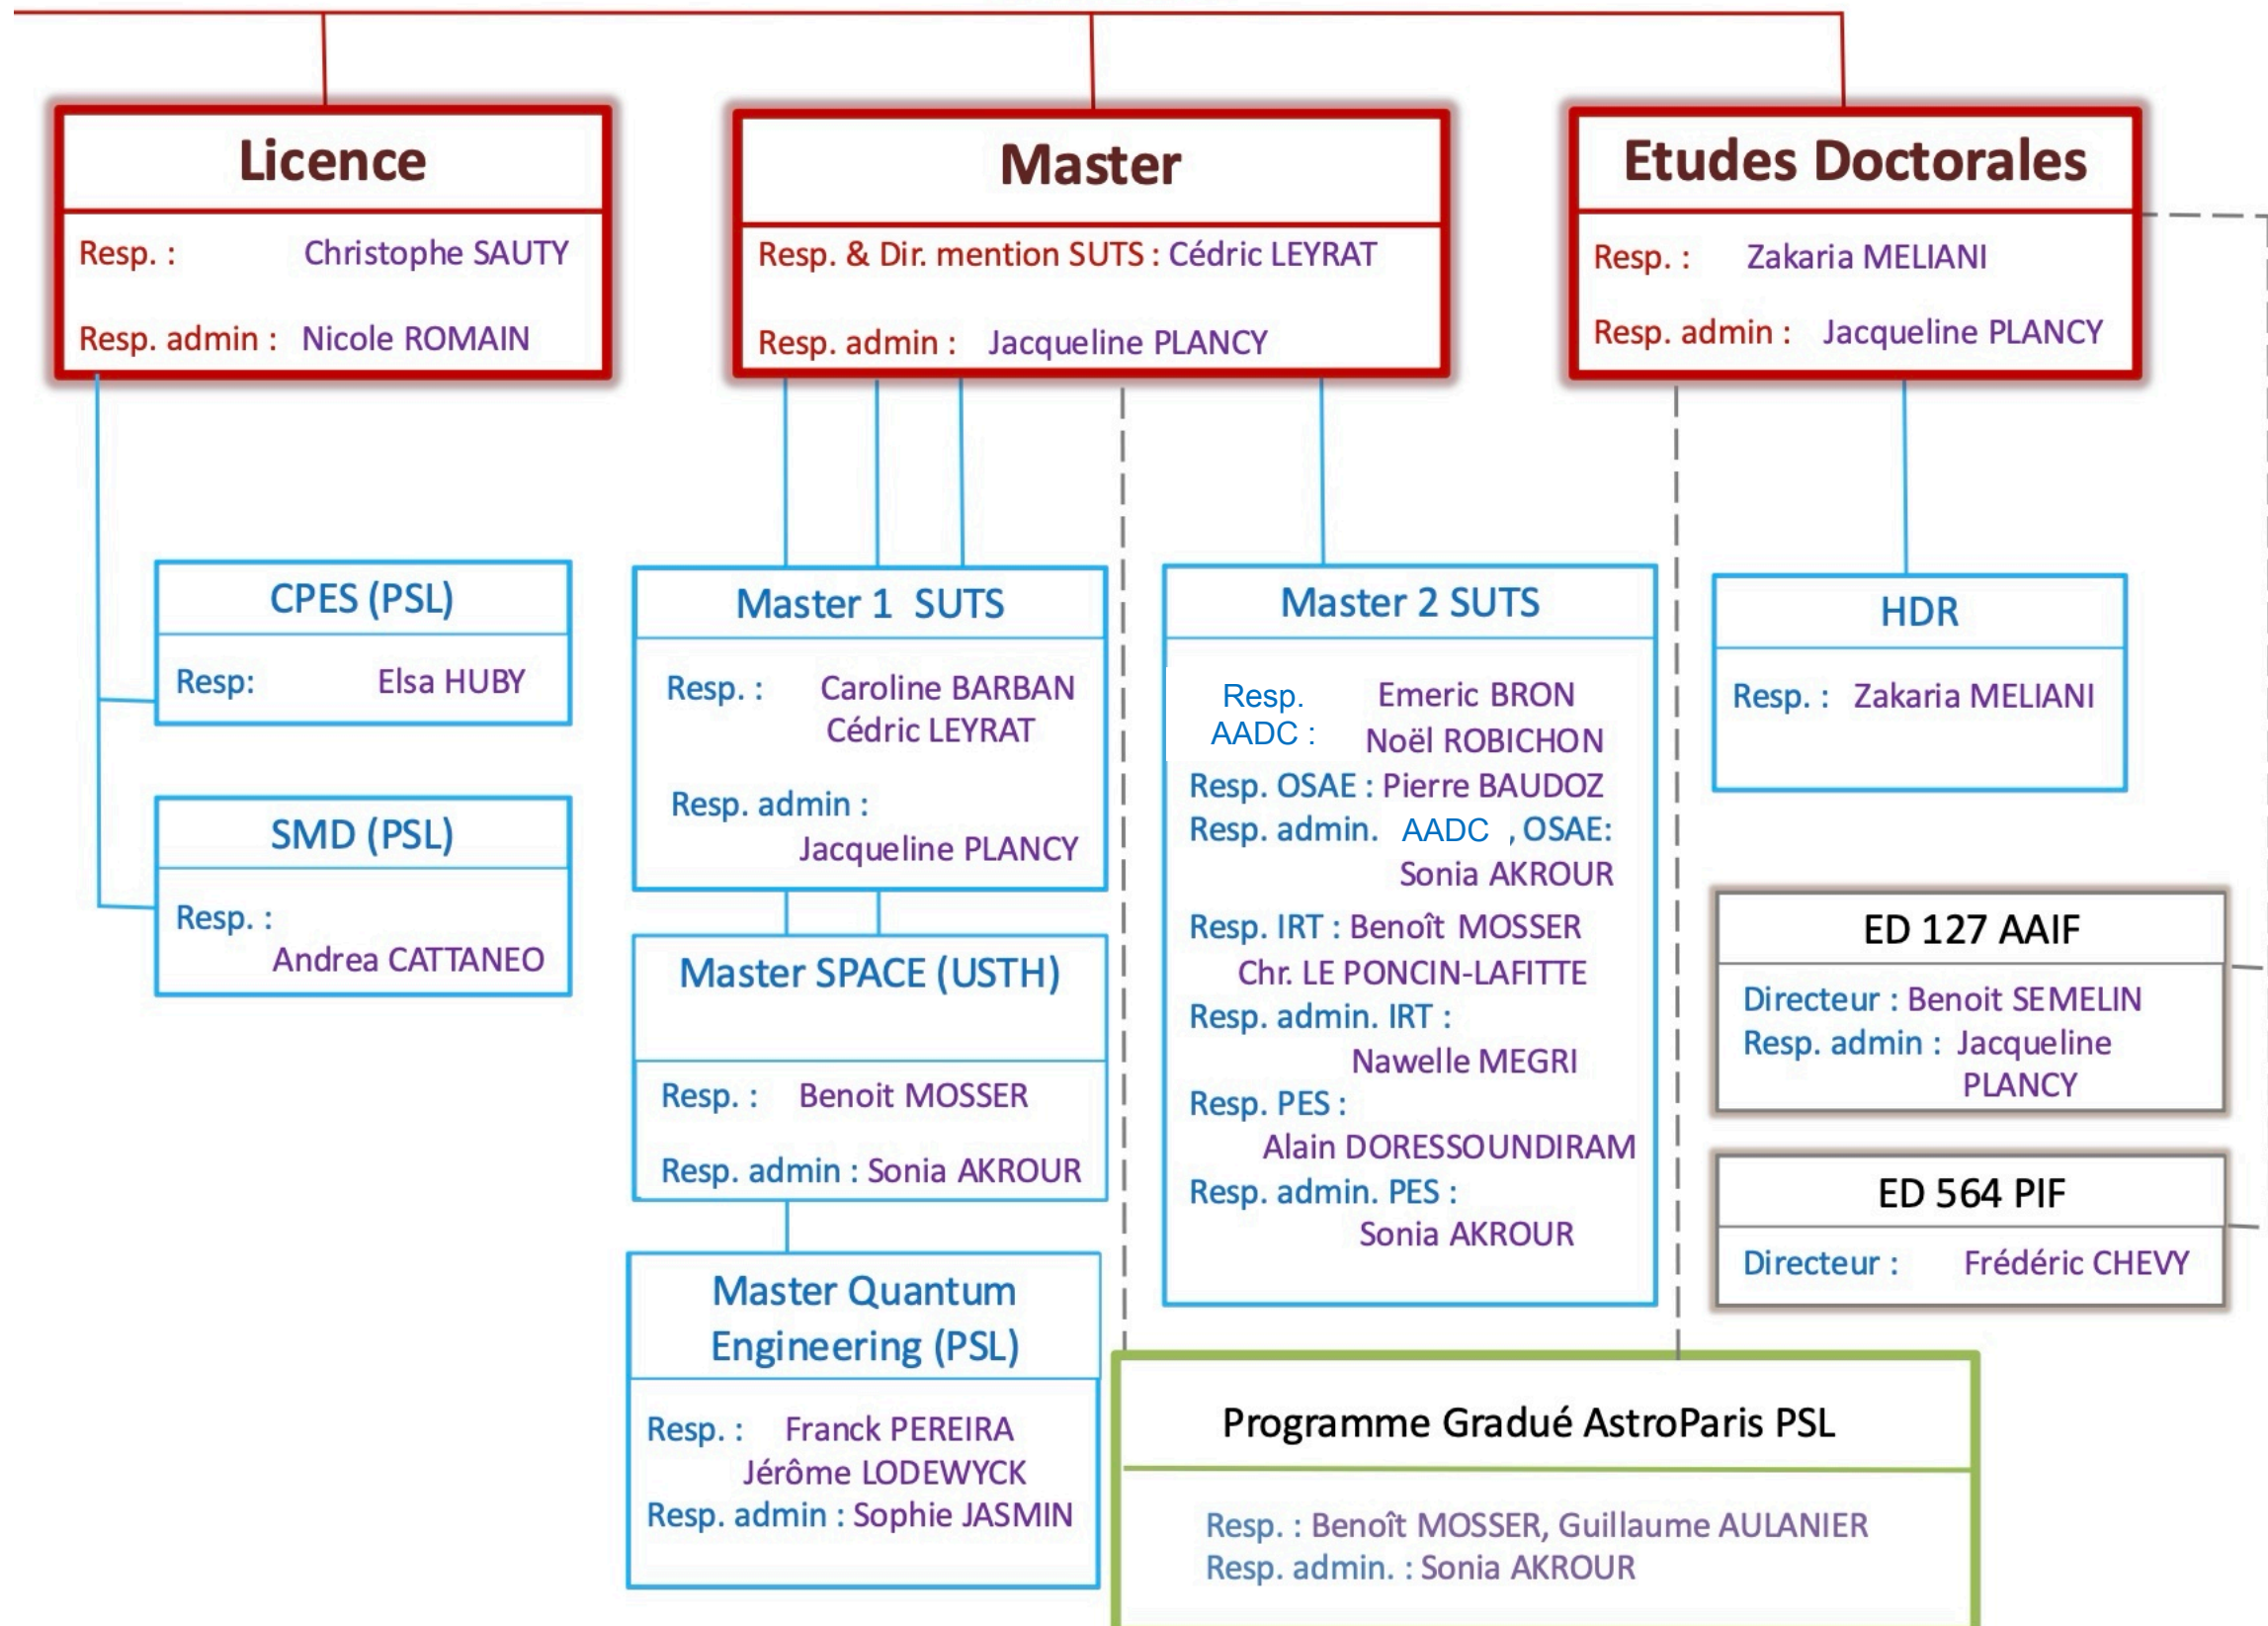 Licence
Resp. : Christophe SAUTY
Resp. admin : Nicole ROMAIN
Master
Resp. & Dir. mention SUTS : Cédric LEYRAT
Resp. admin : Jacqueline PLANCY
Etudes Doctorales
Resp. : Zakaria MELIANI
Resp. admin : Jacqueline PLANCY
CPES (PSL)
Resp: Elsa HUBY
SMD (PSL)
Resp. :
Andrea CATTANEO
Master 1 SUTS
Resp. : Caroline BARBAN
Cédric LEYRAT
Resp. admin :
Jacqueline PLANCY
Master SPACE (USTH)
Resp. : Benoit MOSSER
Resp. admin : Sonia AKROUR
Master Quantum
Engineering (PSL)
Resp. : Franck PEREIRA
Jérôme LODEWYCK
Resp. admin : Sophie JASMIN
Master 2 SUTS
Resp. Emeric BRON
AADC : Noël ROBICHON
Resp. OSAE : Pierre BAUDOZ
Resp. admin. AADC , OSAE:
Sonia AKROUR
Resp. IRT : Benoît MOSSER
Chr. LE PONCIN-LAFITTE
Resp. admin. IRT :
Nawelle MEGRI
Resp. PES :
Alain DORESSOUNDIRAM
Resp. admin. PES :
Sonia AKROUR
HDR
Resp. : Zakaria MELIANI
ED 127 AAIF
Directeur : Benoit SEMELIN
Resp. admin : Jacqueline
PLANCY
ED 564 PIF
Directeur : Frédéric CHEVY
Programme Gradué AstroParis PSL
Resp. : Benoît MOSSER, Guillaume AULANIER
Resp. admin. : Sonia AKROUR